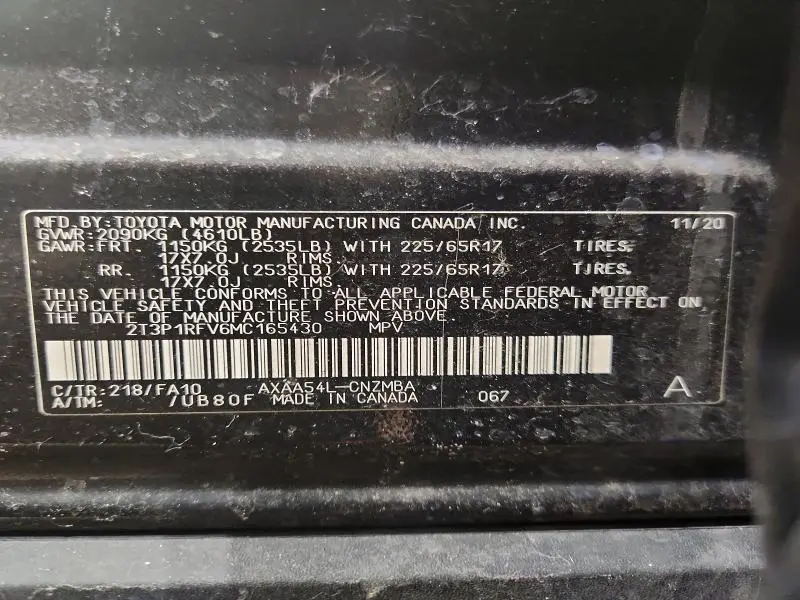 MFD.BY:TOYOTA MOTOR MANUFACTURING CANADA INC. 11/20
GVWR:2090KG (4610LB)
GAWR:FRT. 1150KG (2535LB) WITH 225/65R17 TIRES.
17X7.0J RIMS
RR. 1150KG (2535LB) WITH 225/65R17 TIRES.
17X7.0J RIMS
THIS VEHICLE CONFORMS TO ALL APPLICABLE FEDERAL MOTOR
VEHICLE SAFETY AND THEFT PREVENTION STANDARDS IN EFFECT ON
THE DATE OF MANUFACTURE SHOWN ABOVE.
2T3P1RFV6MC165430 MPV
C/TR:218/FA10 AXAA54L-CNZMBA A
A/TM: /UB80F MADE IN CANADA 067